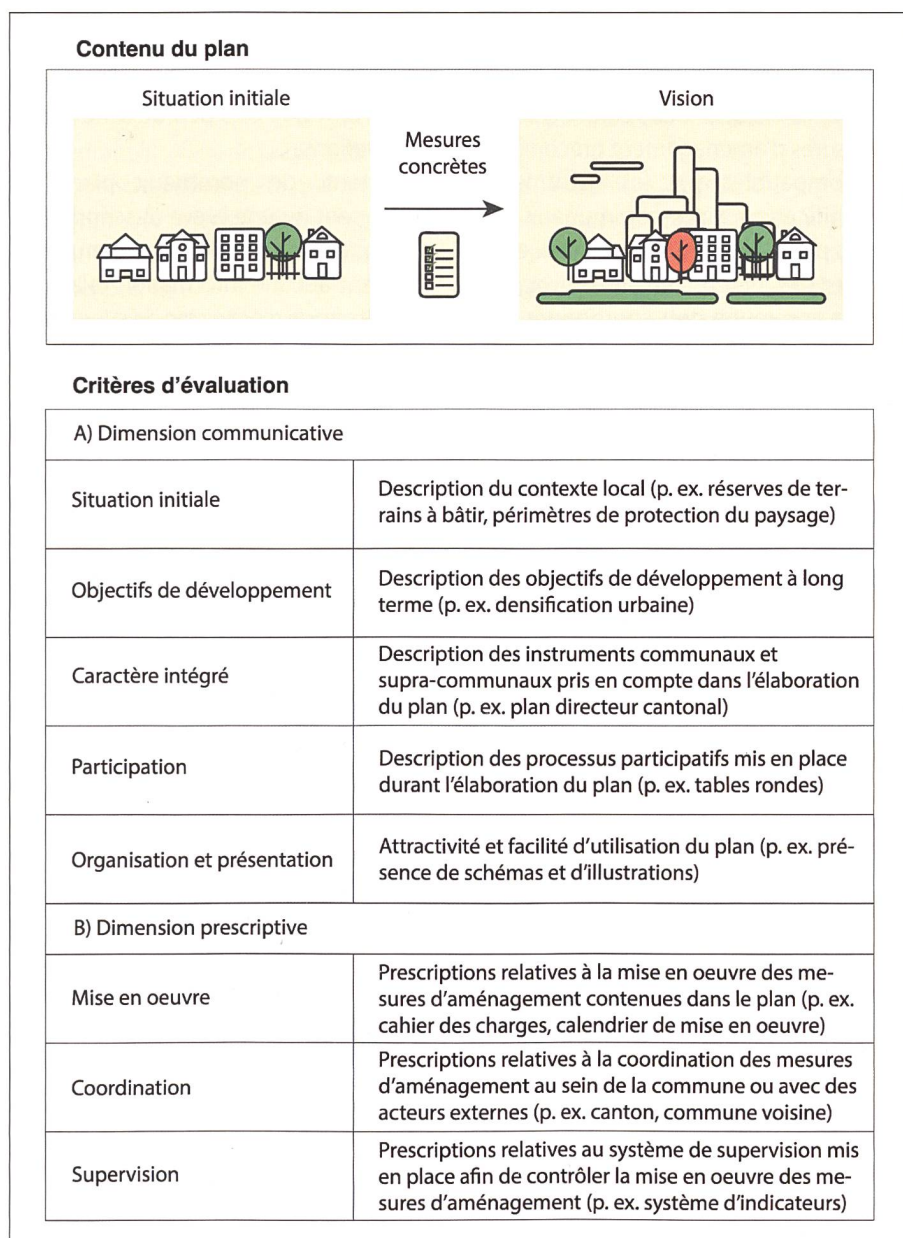 Contenu du plan
Situation initiale
Vision
Mesures
concrètes
Critères d'évaluation
A) Dimension communicative
Situation initiale
Description du contexte local (p. ex. réserves de ter-
rains à bâtir, périmètres de protection du paysage)
Objectifs de développement
Description des objectifs de développement à long
terme (p. ex. densification urbaine)
Caractère intégré
Description des instruments communaux et
supra-communaux pris en compte dans l'élaboration
du plan (p. ex. plan directeur cantonal)
Participation
Description des processus participatifs mis en place
durant l'élaboration du plan (p. ex. tables rondes)
Organisation et présentation
Attractivité et facilité d'utilisation du plan (p. ex. pré-
sence de schémas et d'illustrations)
B) Dimension prescriptive
Mise en oeuvre
Prescriptions relatives à la mise en oeuvre des me-
sures d'aménagement contenues dans le plan (p. ex.
cahier des charges, calendrier de mise en oeuvre)
Coordination
Prescriptions relatives à la coordination des mesures
d'aménagement au sein de la commune ou avec des
acteurs externes (p. ex. canton, commune voisine)
Supervision
Prescriptions relatives au système de supervision mis
en place afin de contrôler la mise en oeuvre des me-
sures d'aménagement (p. ex. système d'indicateurs)